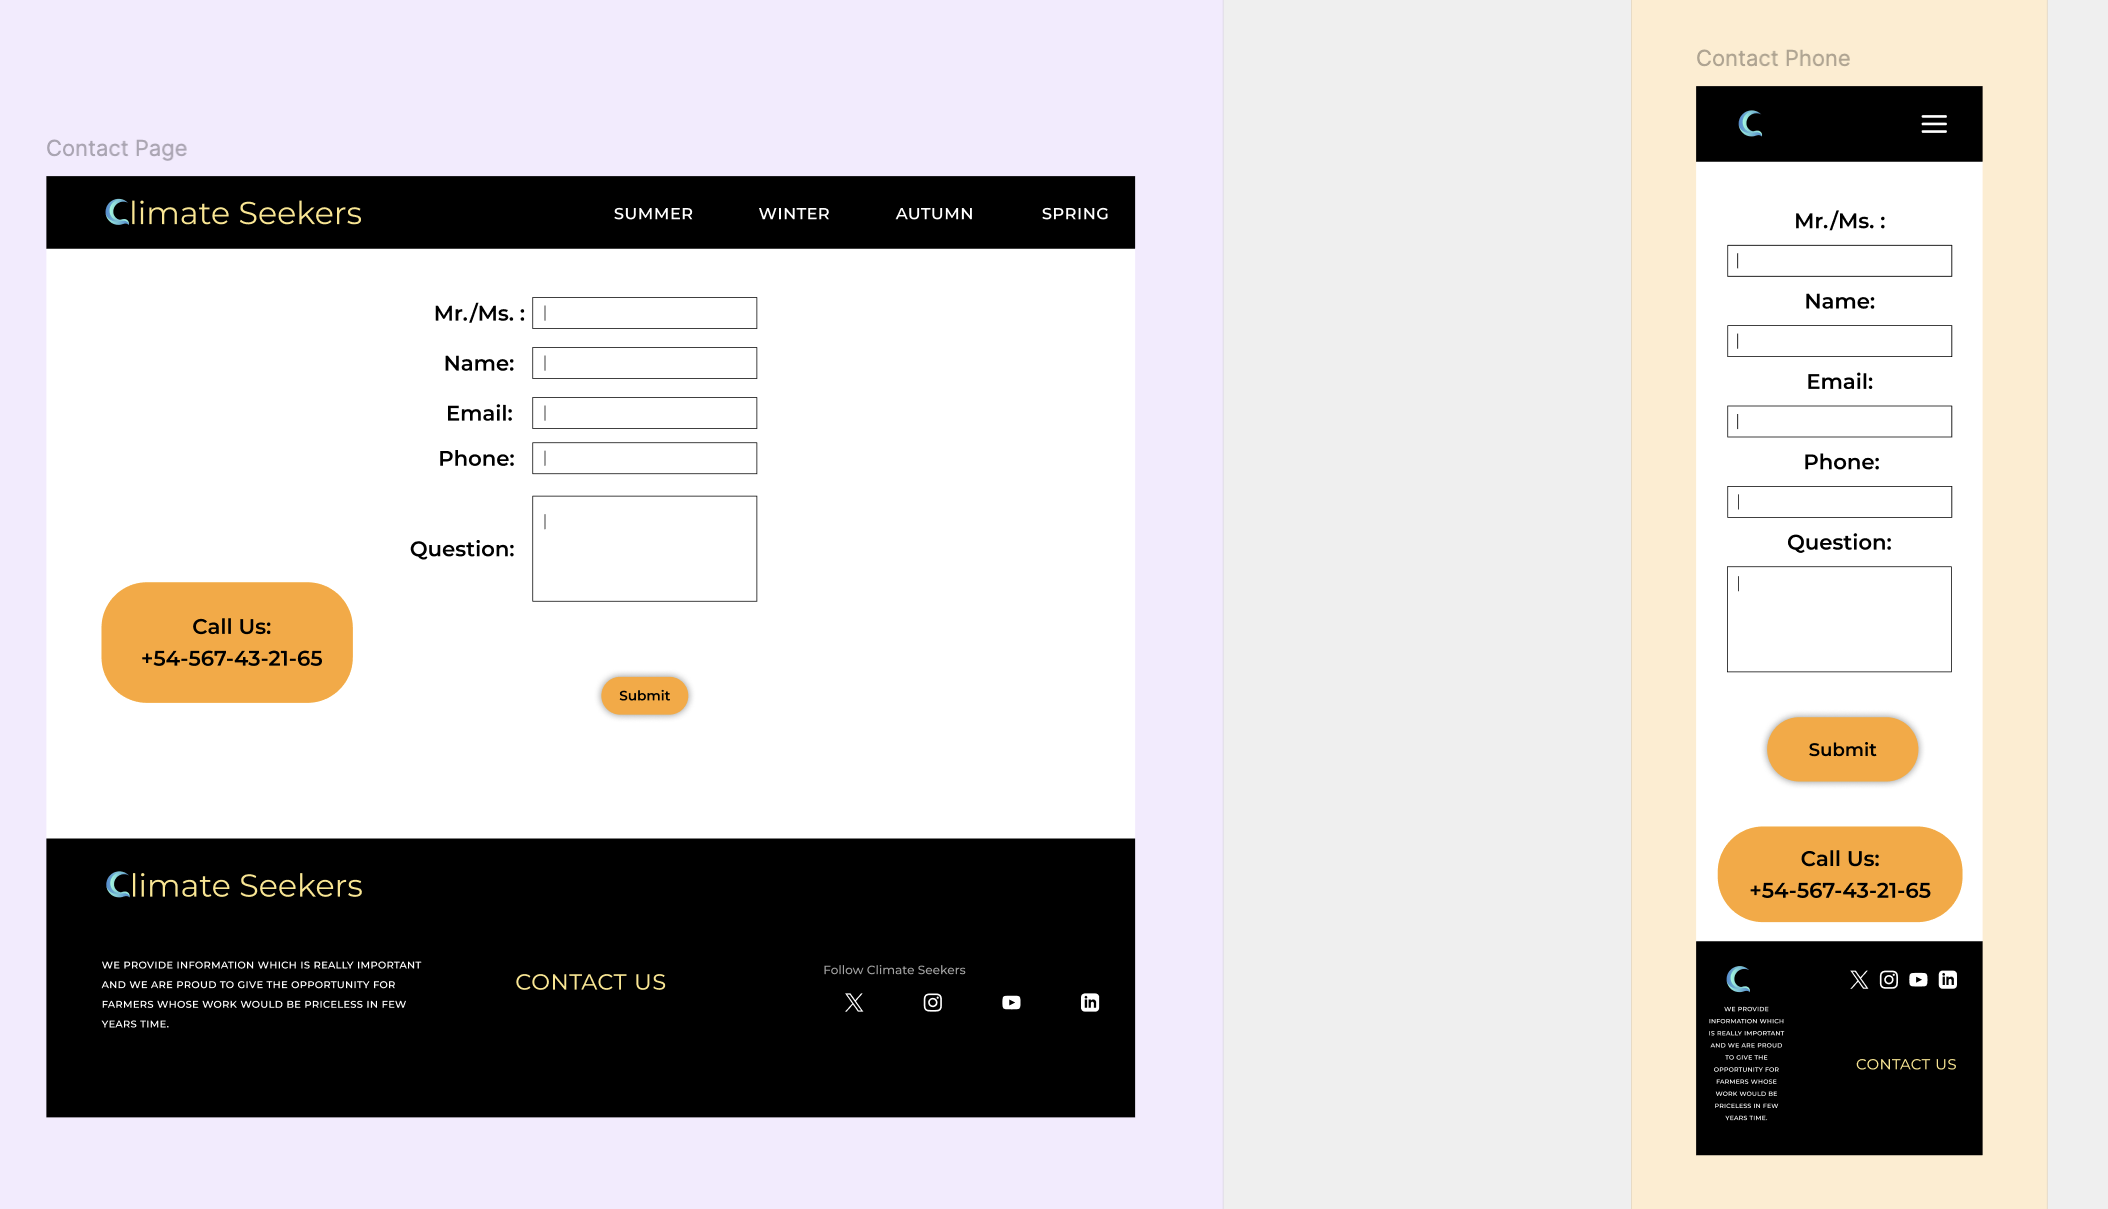 Contact Page
Climate Seekers
SUMMER
WINTER
AUTUMN
SPRING
Mr./Ms. :
Name:
Email:
Phone:
Question:
Call Us:
+54-567-43-21-65
Submit
Climate Seekers
WE PROVIDE INFORMATION WHICH IS REALLY IMPORTANT
AND WE ARE PROUD TO GIVE THE OPPORTUNITY FOR
FARMERS WHOSE WORK WOULD BE PRICELESS IN FEW
YEARS TIME.
CONTACT US
Follow Climate Seekers
Contact Phone
Mr./Ms. :
Name:
Email:
Phone:
Question:
Submit
Call Us:
+54-567-43-21-65
WE PROVIDE
INFORMATION WHICH
IS REALLY IMPORTANT
AND WE ARE PROUD
TO GIVE THE
OPPORTUNITY FOR
FARMERS WHOSE
WORK WOULD BE
PRICELESS IN FEW
YEARS TIME.
CONTACT US